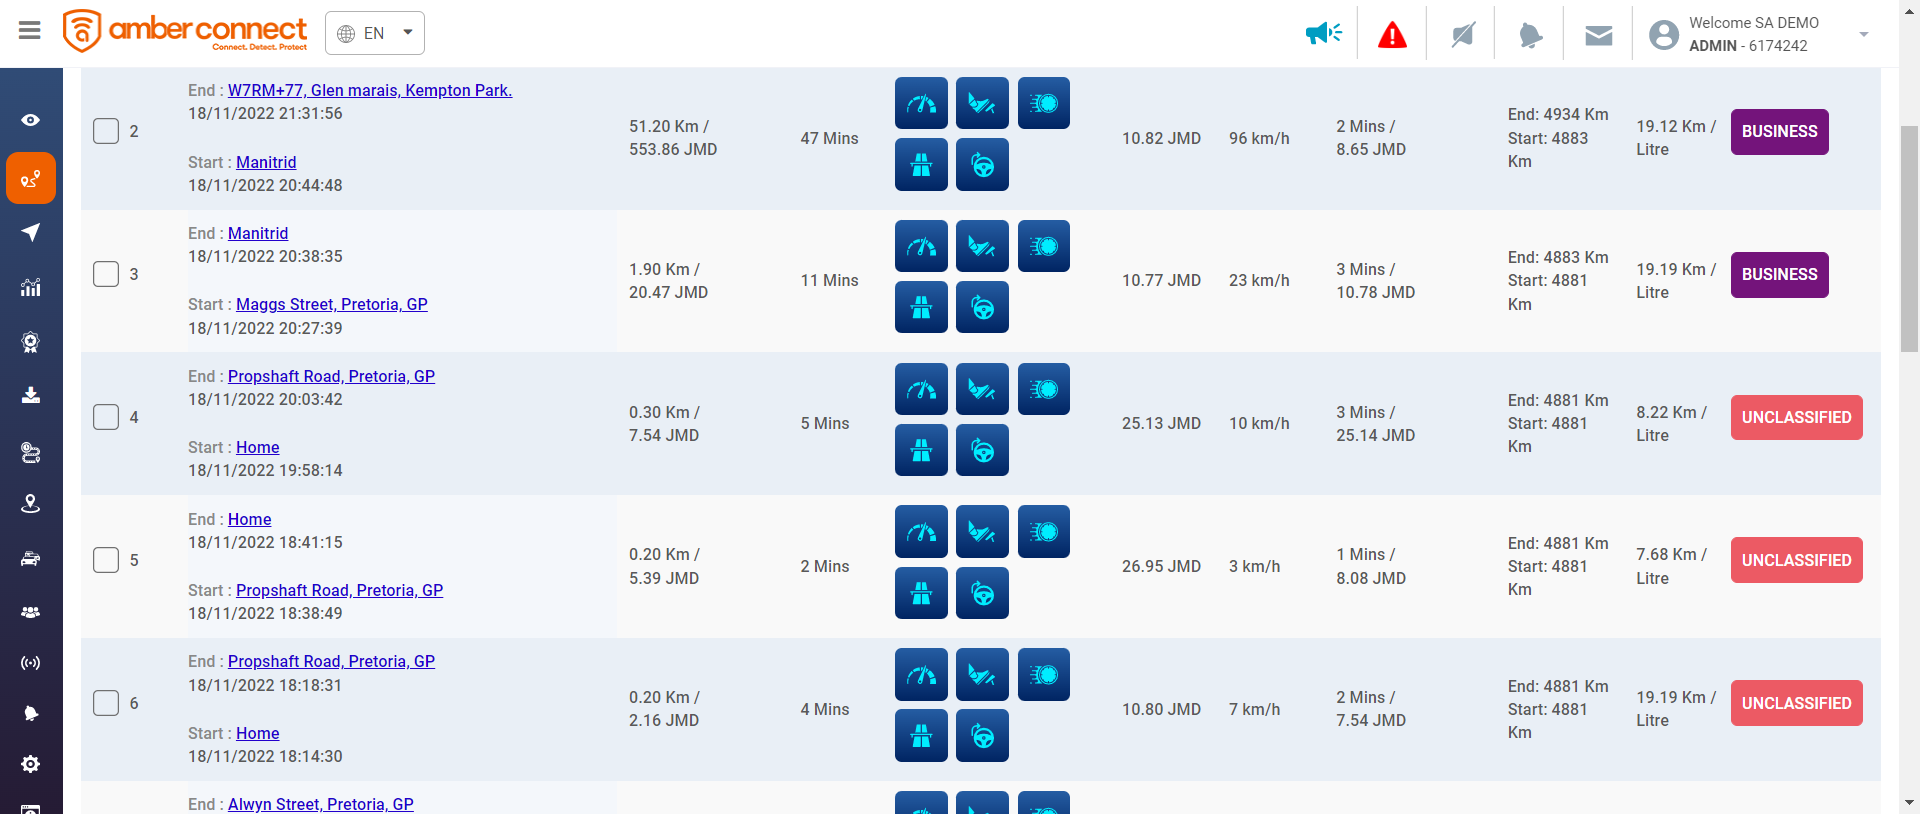 amber connect
Connect. Detect. Protect
EN
Welcome SA DEMO
ADMIN - 6174242
2
End : W7RM+77, Glen marais, Kempton Park.
18/11/2022 21:31:56
Start : Manitrid
18/11/2022 20:44:48
51.20 Km /
553.86 JMD
47 Mins
10.82 JMD
96 km/h
2 Mins /
8.65 JMD
End: 4934 Km
Start: 4883
Km
19.12 Km /
Litre
BUSINESS
3
End : Manitrid
18/11/2022 20:38:35
Start : Maggs Street, Pretoria, GP
18/11/2022 20:27:39
1.90 Km /
20.47 JMD
11 Mins
10.77 JMD
23 km/h
3 Mins /
10.78 JMD
End: 4883 Km
Start: 4881
Km
19.19 Km /
Litre
BUSINESS
4
End : Propshaft Road, Pretoria, GP
18/11/2022 20:03:42
Start : Home
18/11/2022 19:58:14
0.30 Km /
7.54 JMD
5 Mins
25.13 JMD
10 km/h
3 Mins /
25.14 JMD
End: 4881 Km
Start: 4881
Km
8.22 Km /
Litre
UNCLASSIFIED
5
End : Home
18/11/2022 18:41:15
Start : Propshaft Road, Pretoria, GP
18/11/2022 18:38:49
0.20 Km /
5.39 JMD
2 Mins
26.95 JMD
3 km/h
1 Mins /
8.08 JMD
End: 4881 Km
Start: 4881
Km
7.68 Km /
Litre
UNCLASSIFIED
6
End : Propshaft Road, Pretoria, GP
18/11/2022 18:18:31
Start : Home
18/11/2022 18:14:30
0.20 Km /
2.16 JMD
4 Mins
10.80 JMD
7 km/h
2 Mins /
7.54 JMD
End: 4881 Km
Start: 4881
Km
19.19 Km /
Litre
UNCLASSIFIED
End : Alwyn Street, Pretoria, GP